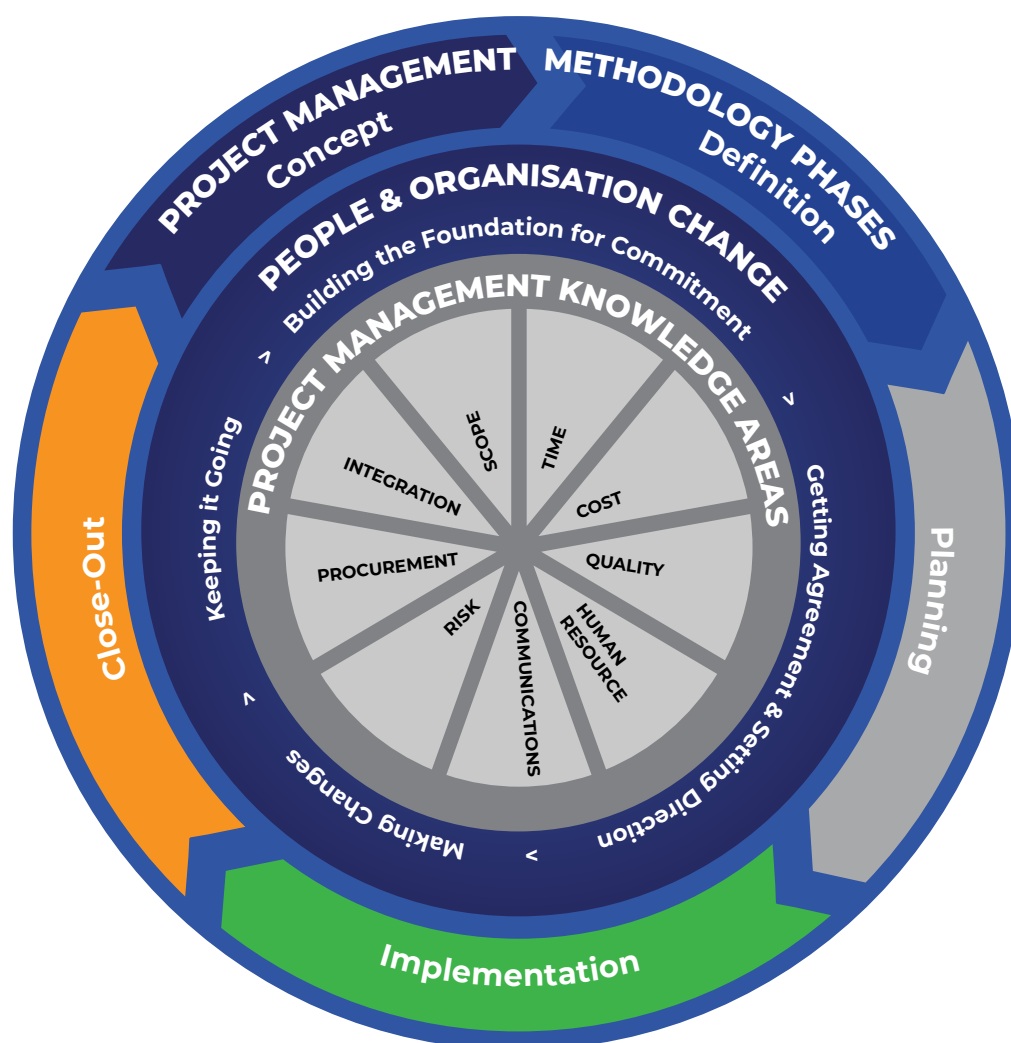 PROJECT MANAGEMENT METHODOLOGY PHASES
Concept
Definition
Planning
Implementation
Close-Out
PEOPLE & ORGANISATION CHANGE
Building the Foundation for Commitment
>
Getting Agreement & Setting Direction
>
Making Changes
>
Keeping it Going
>
PROJECT MANAGEMENT KNOWLEDGE AREAS
SCOPE
TIME
COST
QUALITY
HUMAN
RESOURCE
COMMUNICATIONS
RISK
PROCUREMENT
INTEGRATION